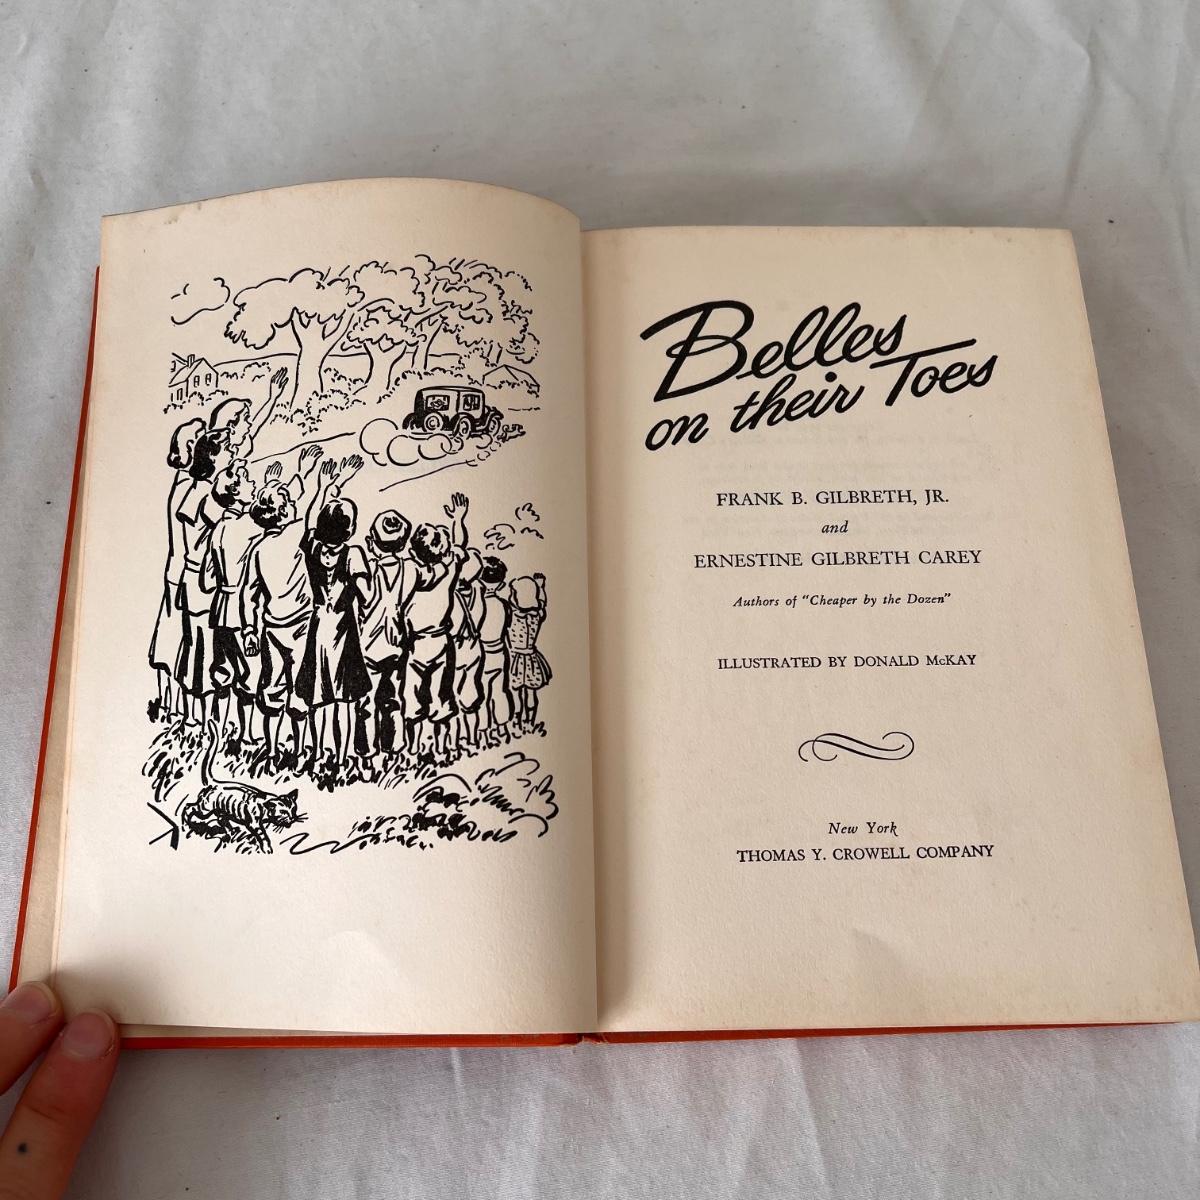 Belles
on their Toes
FRANK B. GILBRETH, JR.
and
ERNESTINE GILBRETH CAREY
Authors of "Cheaper by the Dozen"
ILLUSTRATED BY DONALD McKAY
New York
THOMAS Y. CROWELL COMPANY